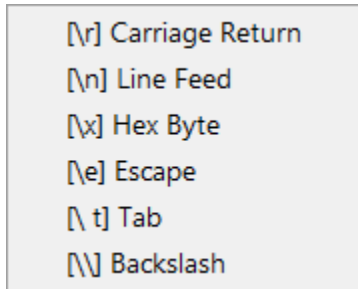 [\r] Carriage Return
[\n] Line Feed
[\x] Hex Byte
[\e] Escape
[\ t] Tab
[\\] Backslash